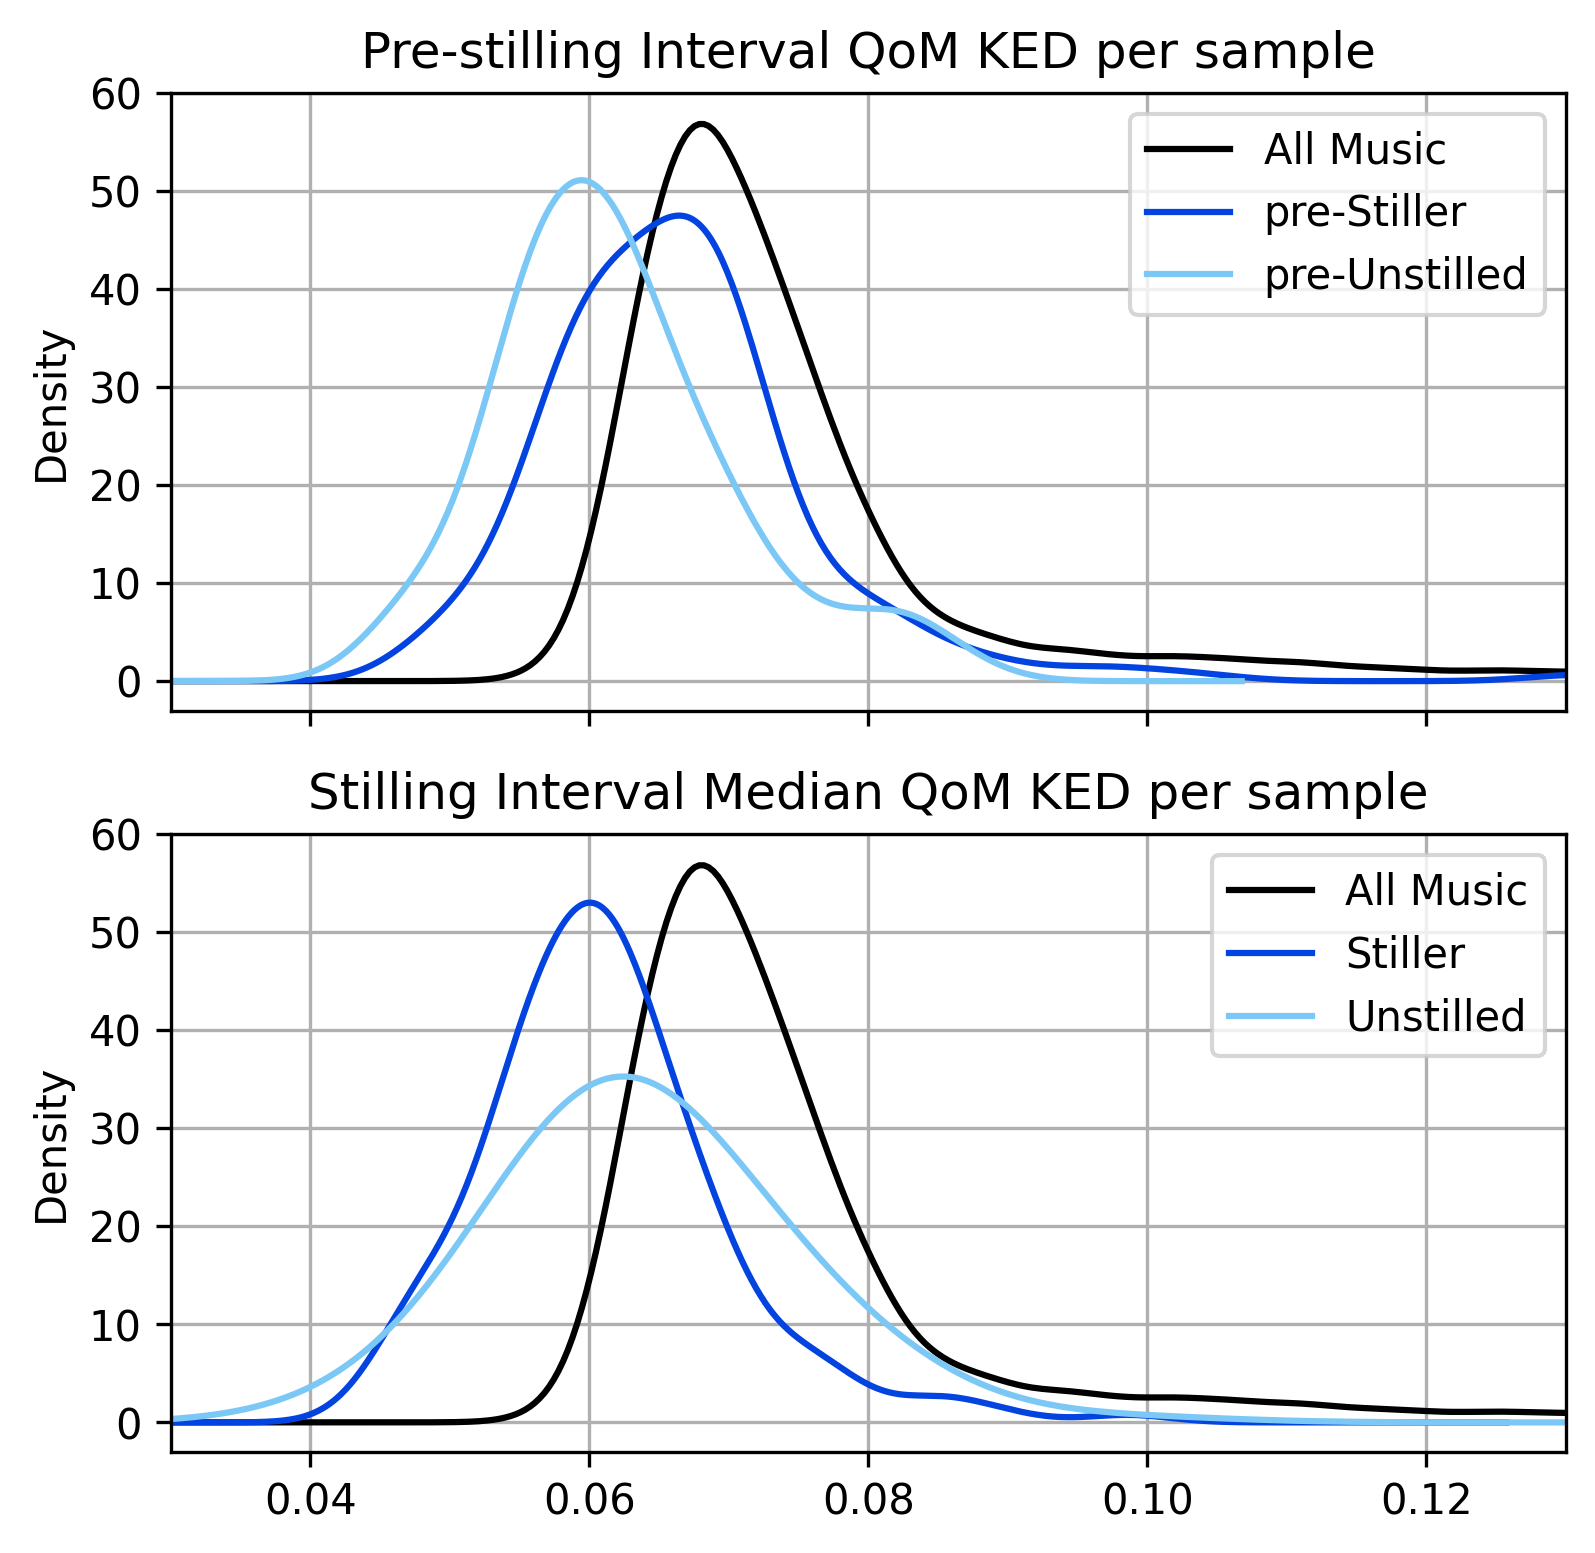 Pre-stilling Interval QoM KED per sample
60
50
40
30
20
10
0
Density
All Music
pre-Stiller
pre-Unstilled
Stilling Interval Median QoM KED per sample
60
50
40
30
20
10
0
Density
All Music
Stiller
Unstilled
0.04 0.06 0.08 0.10 0.12